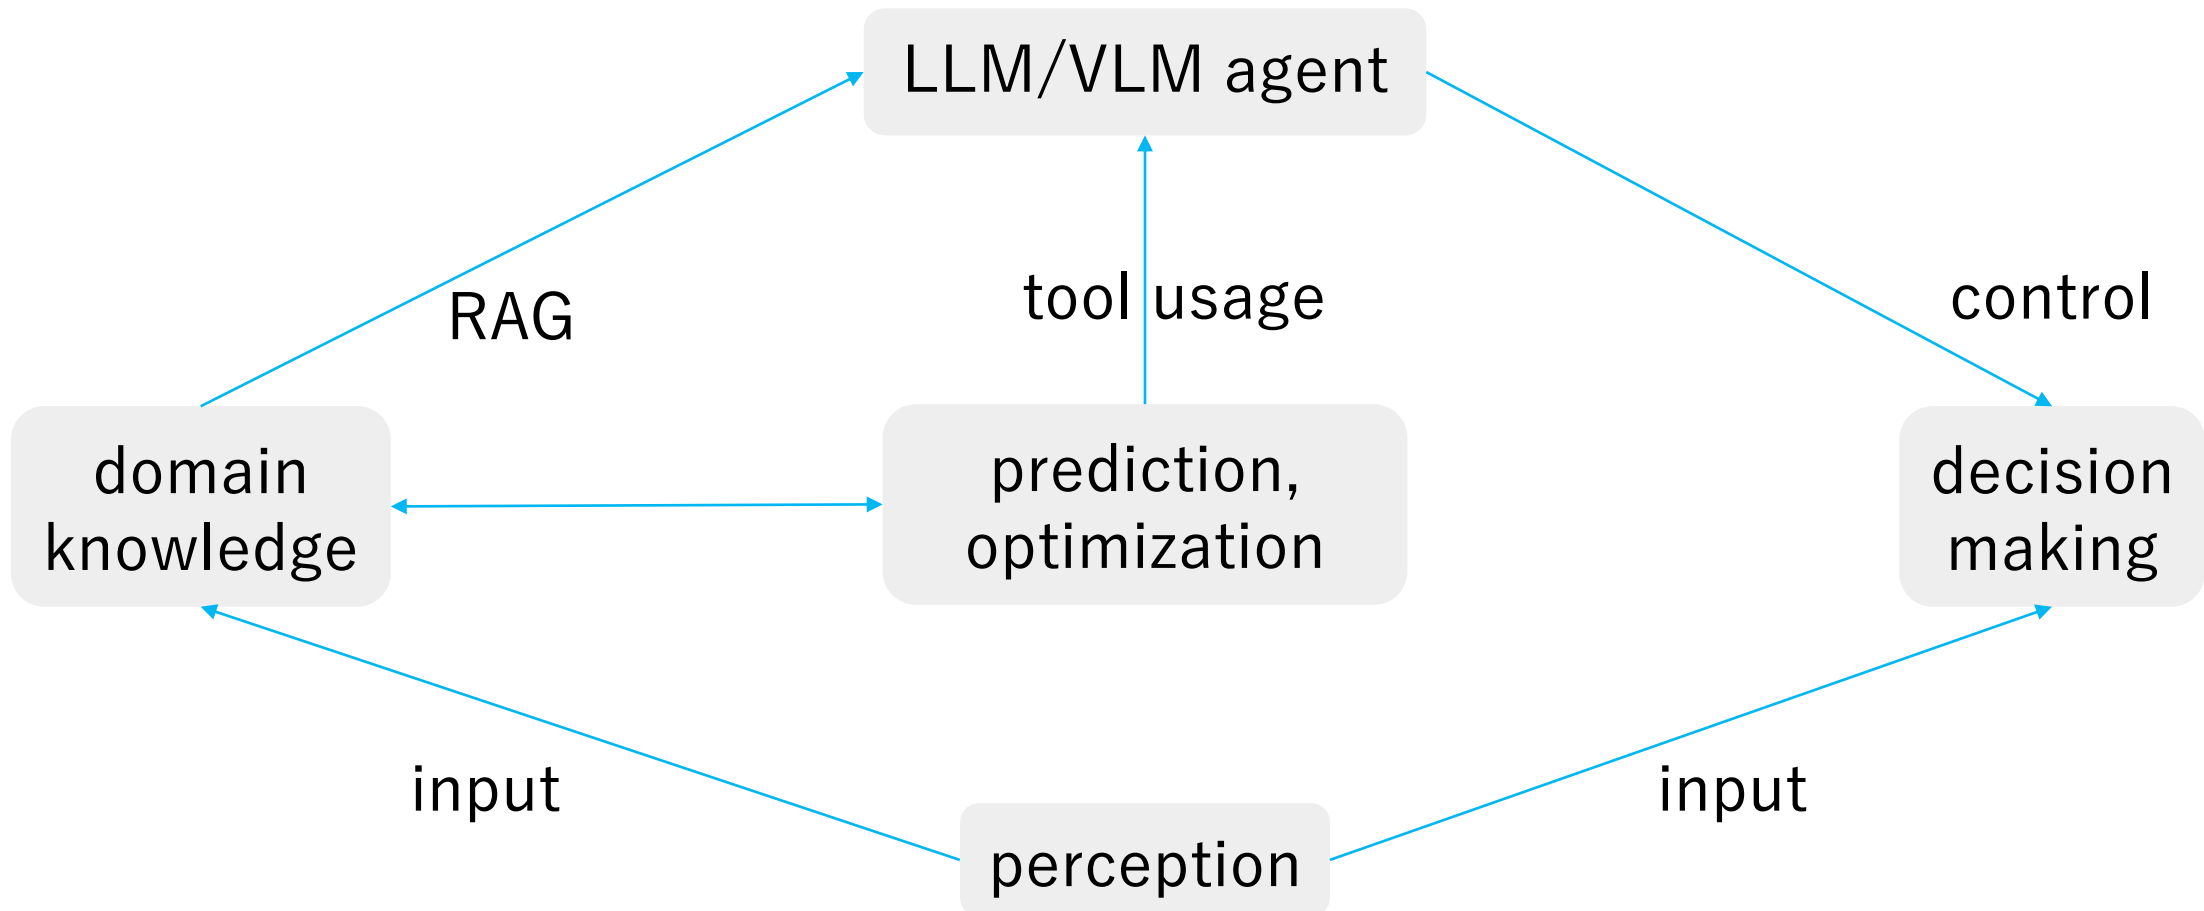 LLM/VLM agent
RAG
tool usage
control
domain
knowledge
prediction,
optimization
decision
making
input
input
perception